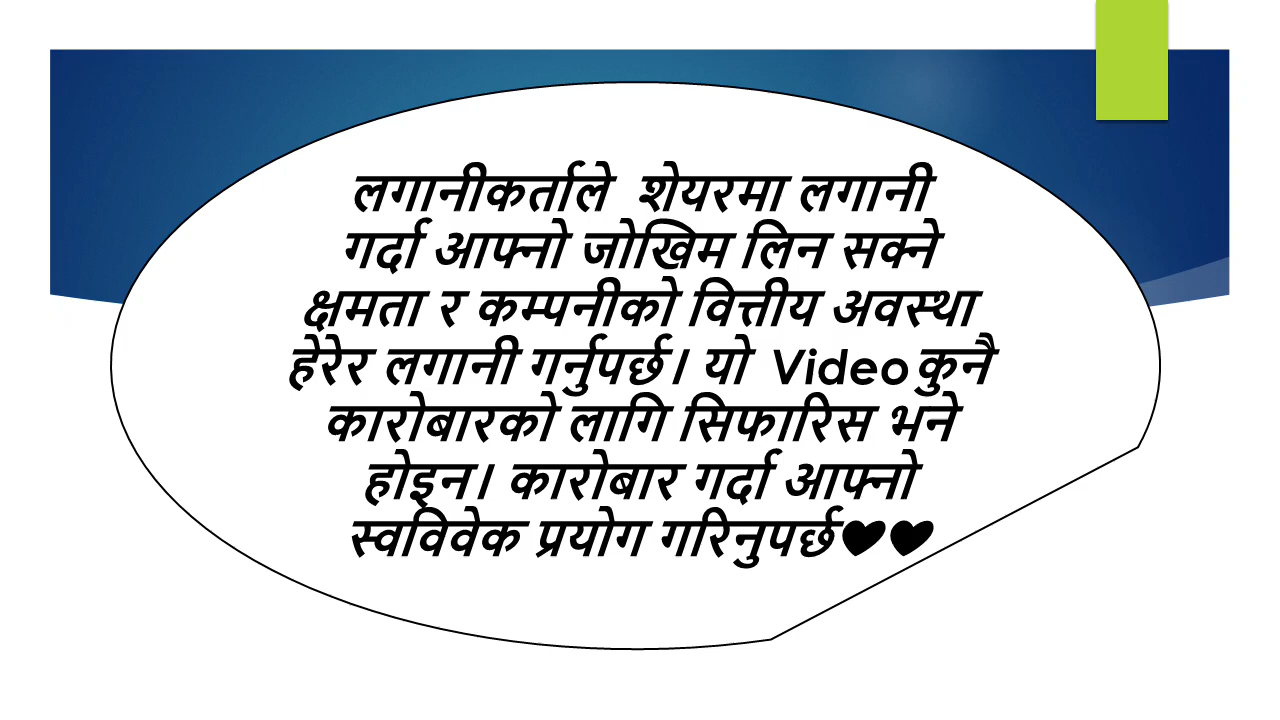 लगानीकर्ताले शेयरमा लगानी
गर्दा आफ्नो जोखिम लिन सक्ने
क्षमता र कम्पनीको वित्तीय अवस्था
हेरेर लगानी गर्नुपर्छ। यो Video कुनै
कारोबारको लागि सिफारिस भने
होइन। कारोबार गर्दा आफ्नो
स्वविवेक प्रयोग गरिनुपर्छ🖤🖤